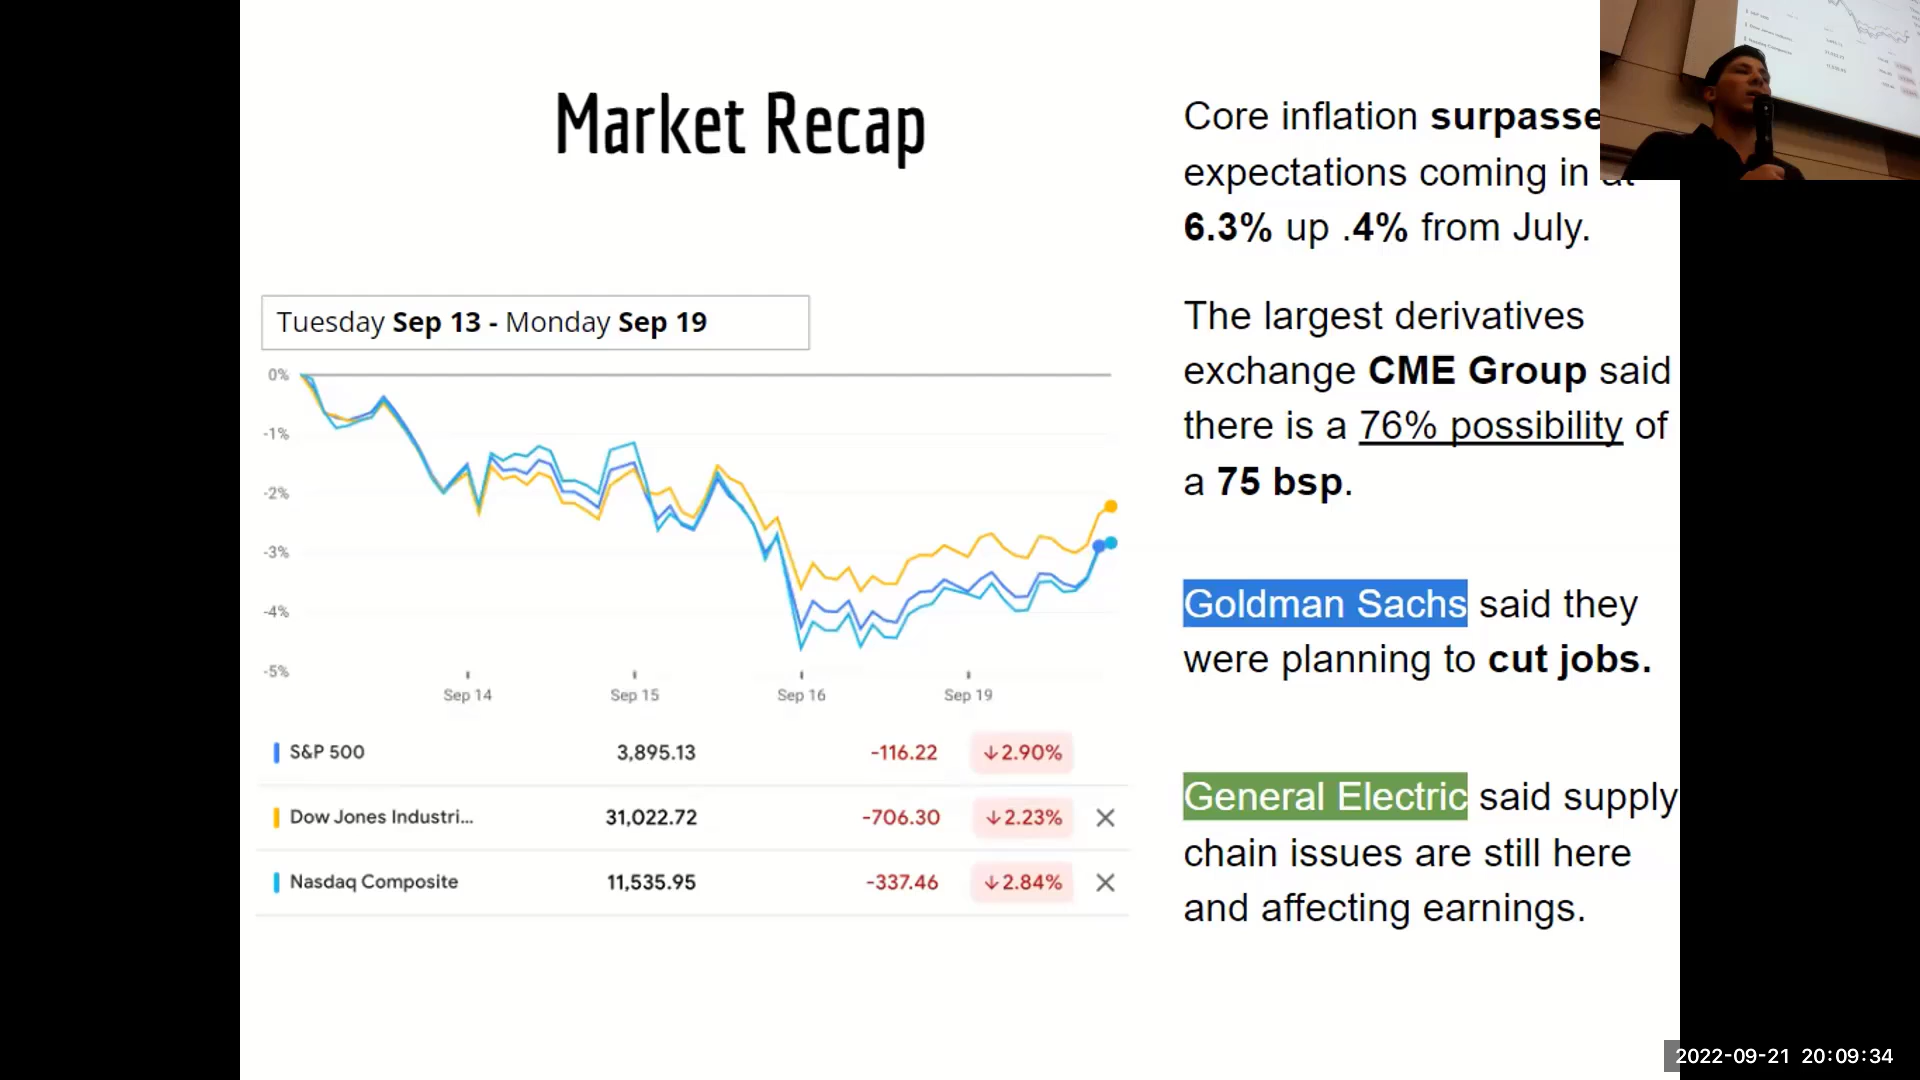 Market Recap
Core inflation surpasse
expectations coming in at
6.3% up .4% from July.
Tuesday Sep 13 - Monday Sep 19
The largest derivatives
exchange CME Group said
there is a 76% possibility of
a 75 bsp.
Goldman Sachs said they
were planning to cut jobs.
General Electric said supply
chain issues are still here
and affecting earnings.
0%
-1%
-2%
-3%
-4%
-5%
Sep 14 Sep 15 Sep 16 Sep 19
S&P 500 3,895.13 -116.22 ↓2.90%
Dow Jones Industri... 31,022.72 -706.30 ↓2.23% ✕
Nasdaq Composite 11,535.95 -337.46 ↓2.84% ✕
2022-09-21 20:09:34